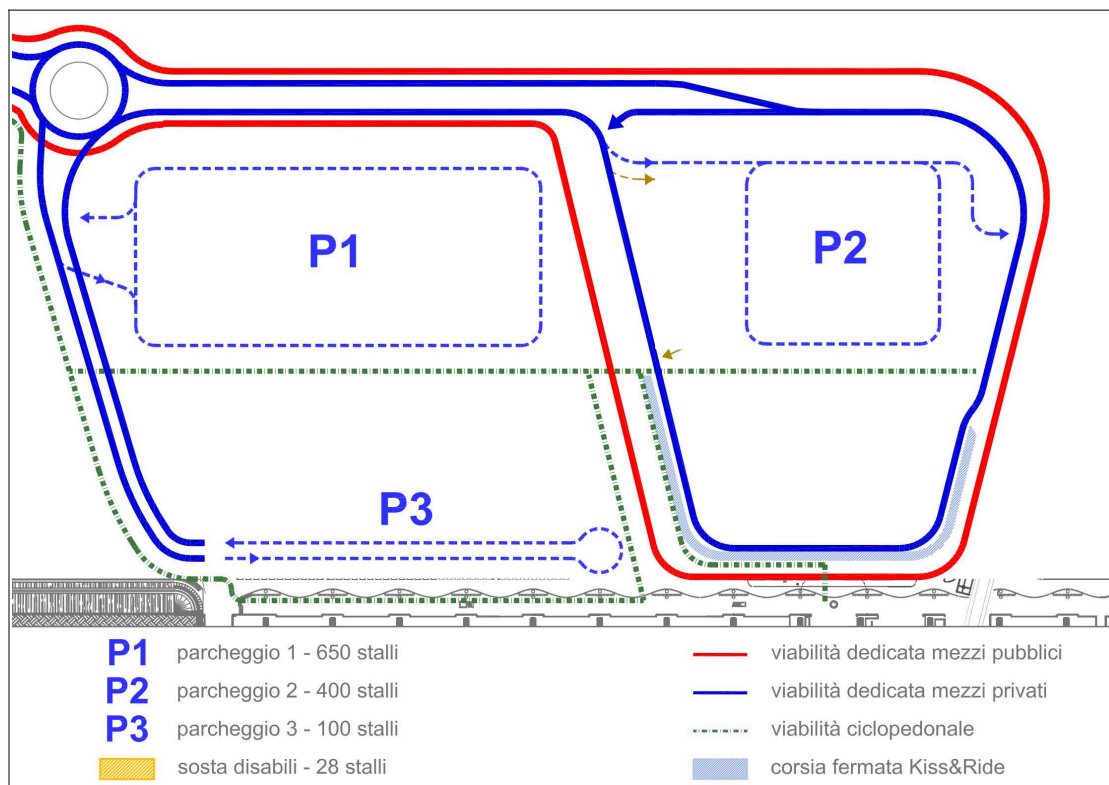 P1
P2
P3
P1 parcheggio 1 - 650 stalli
P2 parcheggio 2 - 400 stalli
P3 parcheggio 3 - 100 stalli
sosta disabili - 28 stalli
viabilità dedicata mezzi pubblici
viabilità dedicata mezzi privati
viabilità ciclopedonale
corsia fermata Kiss&Ride